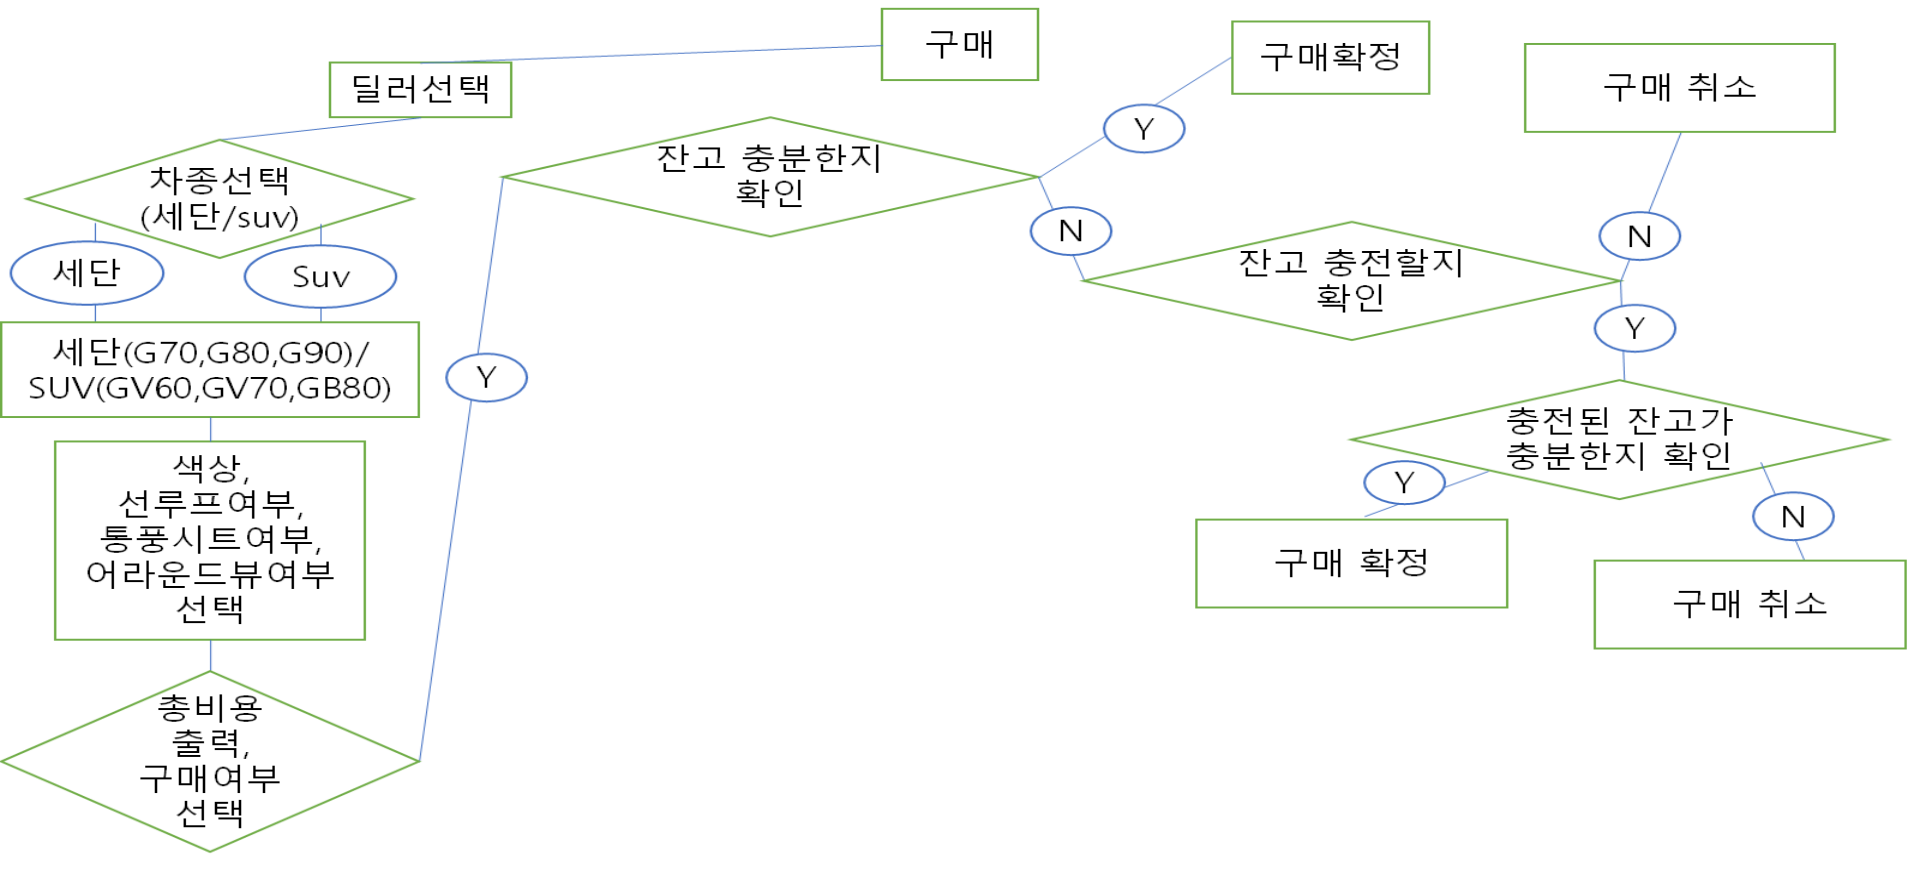 구매
딜러선택
차종선택
(세단/suv)
세단
Suv
세단(G70,G80,G90)/
SUV(GV60,GV70,GB80)
색상,
선루프여부,
통풍시트여부,
어라운드뷰여부
선택
총비용
출력,
구매여부
선택
Y
잔고 충분한지
확인
Y
구매확정
N
잔고 충전할지
확인
N
구매 취소
Y
충전된 잔고가
충분한지 확인
Y
구매 확정
N
구매 취소